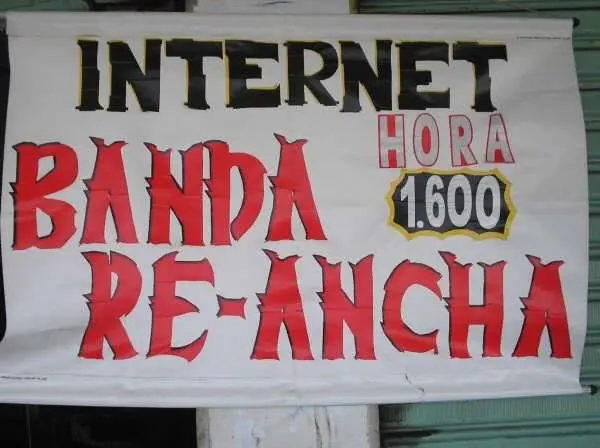 INTERNET
HORA
1.600
BANDA
RE-ANCHA